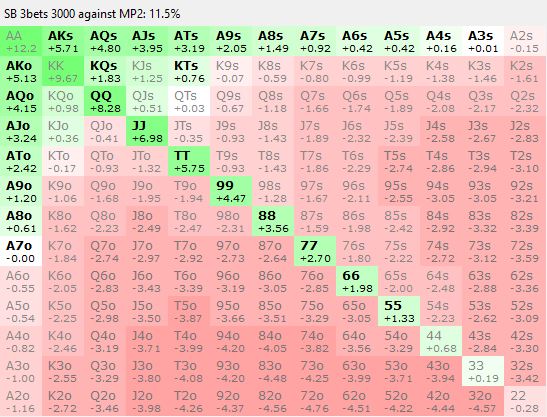 SB 3bets 3000 against MP2: 11.5%
AA AKs AQs AJs ATs A9s A8s A7s A6s A5s A4s A3s A2s
+12.2 +5.71 +4.80 +3.95 +3.19 +2.05 +1.49 +0.92 +0.42 +0.42 +0.16 +0.01 -0.15
AKo KK KQs KJs KTs K9s K8s K7s K6s K5s K4s K3s K2s
+5.13 +9.67 +1.83 +1.25 +0.76 -0.07 -0.59 -0.80 -0.99 -1.19 -1.38 -1.46 -1.61
AQo KQo QQ QJs QTs Q9s Q8s Q7s Q6s Q5s Q4s Q3s Q2s
+4.15 +0.98 +8.28 +0.51 +0.03 -0.67 -1.18 -1.66 -1.74 -1.89 -2.08 -2.17 -2.32
AJo KJo QJo JJ JTs J9s J8s J7s J6s J5s J4s J3s J2s
+3.24 +0.36 -0.41 +6.98 -0.35 -0.93 -1.43 -1.89 -2.32 -2.39 -2.58 -2.67 -2.83
ATo KTo QTo JTo TT T9s T8s T7s T6s T5s T4s T3s T2s
+2.42 -0.17 -0.93 -1.32 +5.75 -0.93 -1.43 -1.86 -2.29 -2.74 -2.86 -2.94 -3.10
A9o K9o Q9o J9o T9o 99 98s 97s 96s 95s 94s 93s 92s
+1.20 -1.06 -1.68 -1.95 -1.94 +4.47 -1.28 -1.67 -2.11 -2.55 -3.05 -3.05 -3.21
A8o K8o Q8o J8o T8o 98o 88 87s 86s 85s 84s 83s 82s
+0.61 -1.62 -2.23 -2.49 -2.47 -2.31 +3.56 -1.59 -1.98 -2.42 -2.92 -3.32 -3.39
A7o K7o Q7o J7o T7o 97o 87o 77 76s 75s 74s 73s 72s
-0.00 -1.84 -2.74 -2.97 -2.92 -2.73 -2.64 +2.70 -1.80 -2.22 -2.72 -3.12 -3.59
A6o K6o Q6o J6o T6o 96o 86o 76o 66 65s 64s 63s 62s
-0.55 -2.05 -2.83 -3.43 -3.39 -3.19 -3.05 -2.85 +1.98 -2.00 -2.48 -2.88 -3.36
A5o K5o Q5o J5o T5o 95o 85o 75o 65o 55 54s 53s 52s
-0.54 -2.25 -2.98 -3.50 -3.87 -3.66 -3.51 -3.29 -3.05 +1.33 -2.23 -2.62 -3.09
A4o K4o Q4o J4o T4o 94o 84o 74o 64o 54o 44 43s 42s
-0.82 -2.46 -3.19 -3.71 -3.99 -4.20 -4.05 -3.82 -3.56 -3.29 +0.68 -2.84 -3.30
A3o K3o Q3o J3o T3o 93o 83o 73o 63o 53o 43o 33 32s
-1.00 -2.55 -3.29 -3.80 -4.08 -4.20 -4.48 -4.25 -3.99 -3.71 -3.94 +0.19 -3.42
A2o K2o Q2o J2o T2o 92o 82o 72o 62o 52o 42o 32o 22
-1.16 -2.72 -3.46 -3.98 -4.26 -4.37 -4.56 -4.76 -4.51 -4.22 -4.44 -4.57 -0.28